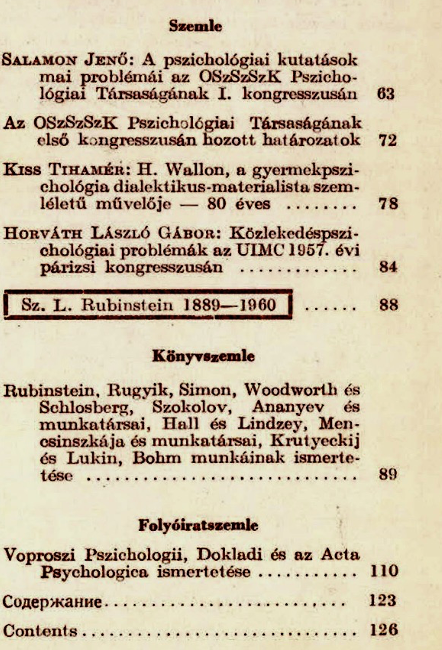 Szemle
SALAMON JENŐ: A pszichológiai kutatások
mai problémái az OSzSzSzK Pszicho-
lógiai Társaságának I. kongresszusán 63
AZ OSzSzSzK Pszichológiai Társaságának
első kongresszusán hozott határozatok 72
KISS TIHAMÉR: H. Wallon, a gyermekpszi-
chológia dialektikus-materialista szem-
léletű művelője — 80 éves ........ 78
HORVÁTH LÁSZLÓ GÁBOR: Közlekedéspszi-
chológiai problémák az UIMC 1957. évi
párizsi kongresszusán ............ 84
Sz. L. Rubinstein 1889—1960 ...... 88
Könyvszemle
Rubinstein, Rugyik, Simon, Woodworth és
Schlosberg, Szokolov, Ananyev és
munkatársai, Hall és Lindzey, Men-
csinszkája és munkatársai, Krutyeckij
és Lukin, Bohm munkáinak ismerte-
tése ............................ 89
Folyóiratszemle
Voproszi Pszichologii, Dokladi és az Acta
Psychologica ismertetése .......... 110
Содержание........................ 123
Contents............................ 126